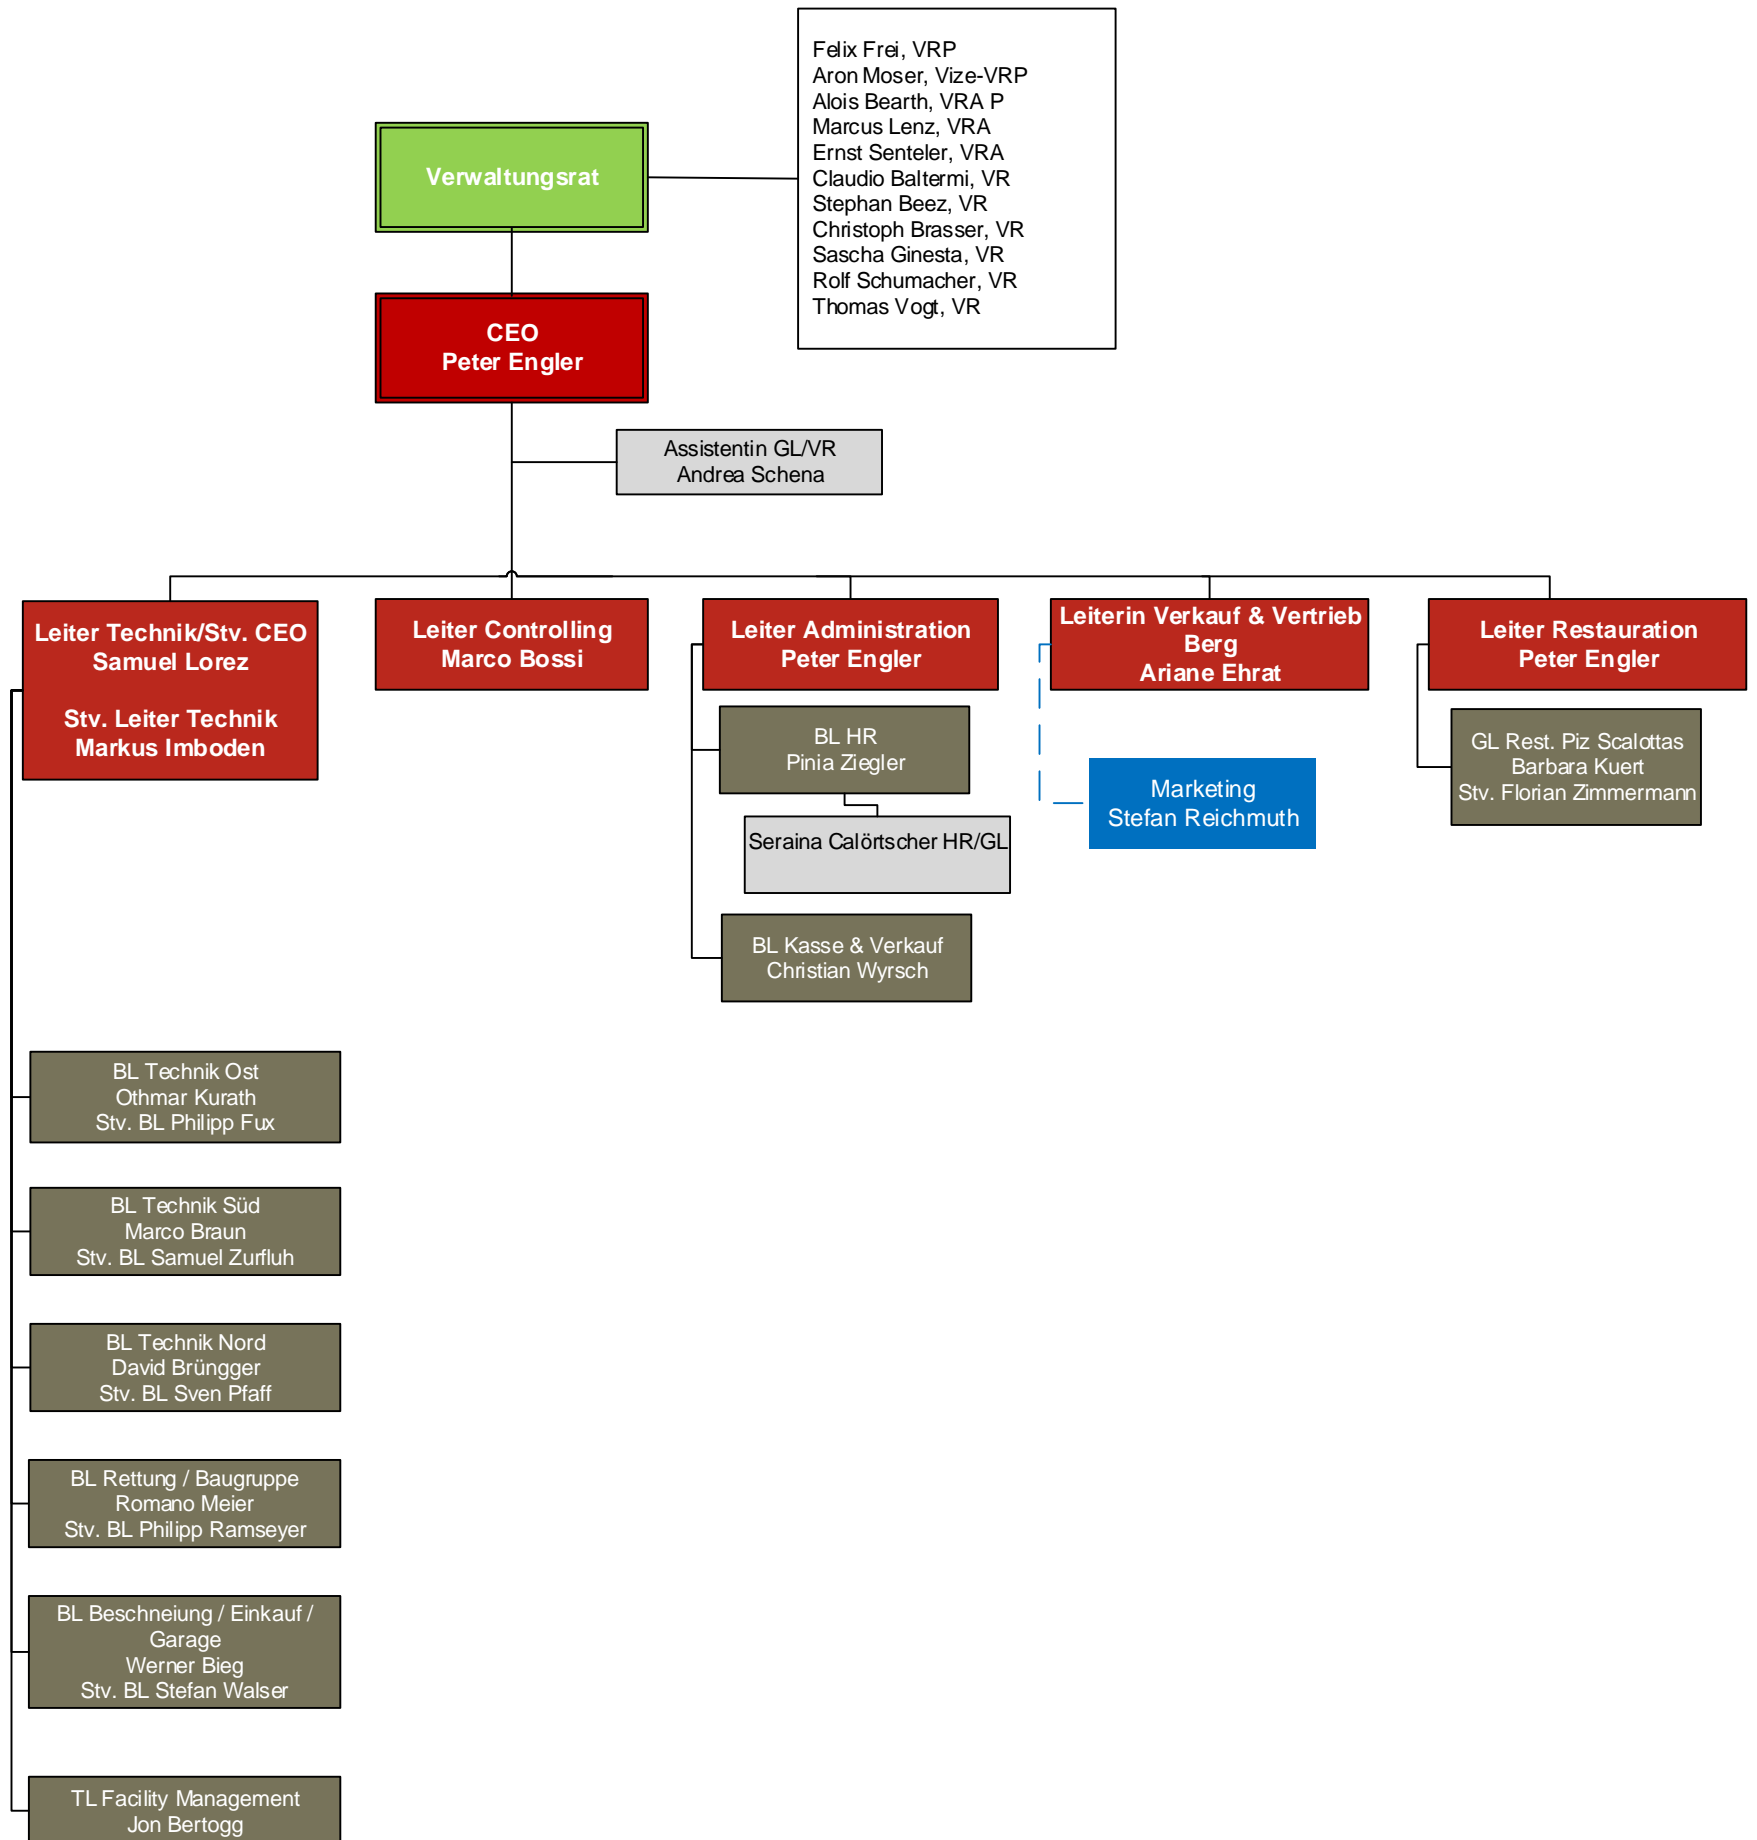 Felix Frei, VRP
Aron Moser, Vize-VRP
Alois Bearth, VRA P
Marcus Lenz, VRA
Ernst Senteler, VRA
Claudio Baltermi, VR
Stephan Beez, VR
Christoph Brasser, VR
Sascha Ginesta, VR
Rolf Schumacher, VR
Thomas Vogt, VR
Verwaltungsrat
CEO
Peter Engler
Assistentin GL/VR
Andrea Schena
Leiter Technik/Stv. CEO
Samuel Lorez
Stv. Leiter Technik
Markus Imboden
Leiter Controlling
Marco Bossi
Leiter Administration
Peter Engler
Leiterin Verkauf & Vertrieb
Berg
Ariane Ehrat
Leiter Restauration
Peter Engler
BL HR
Pinia Ziegler
Seraina Calörtscher HR/GL
BL Kasse & Verkauf
Christian Wyrsch
Marketing
Stefan Reichmuth
GL Rest. Piz Scalottas
Barbara Kuert
Stv. Florian Zimmermann
BL Technik Ost
Othmar Kurath
Stv. BL Philipp Fux
BL Technik Süd
Marco Braun
Stv. BL Samuel Zurfluh
BL Technik Nord
David Brüngger
Stv. BL Sven Pfaff
BL Rettung / Baugruppe
Romano Meier
Stv. BL Philipp Ramseyer
BL Beschneiung / Einkauf /
Garage
Werner Bieg
Stv. BL Stefan Walser
TL Facility Management
Jon Bertogg